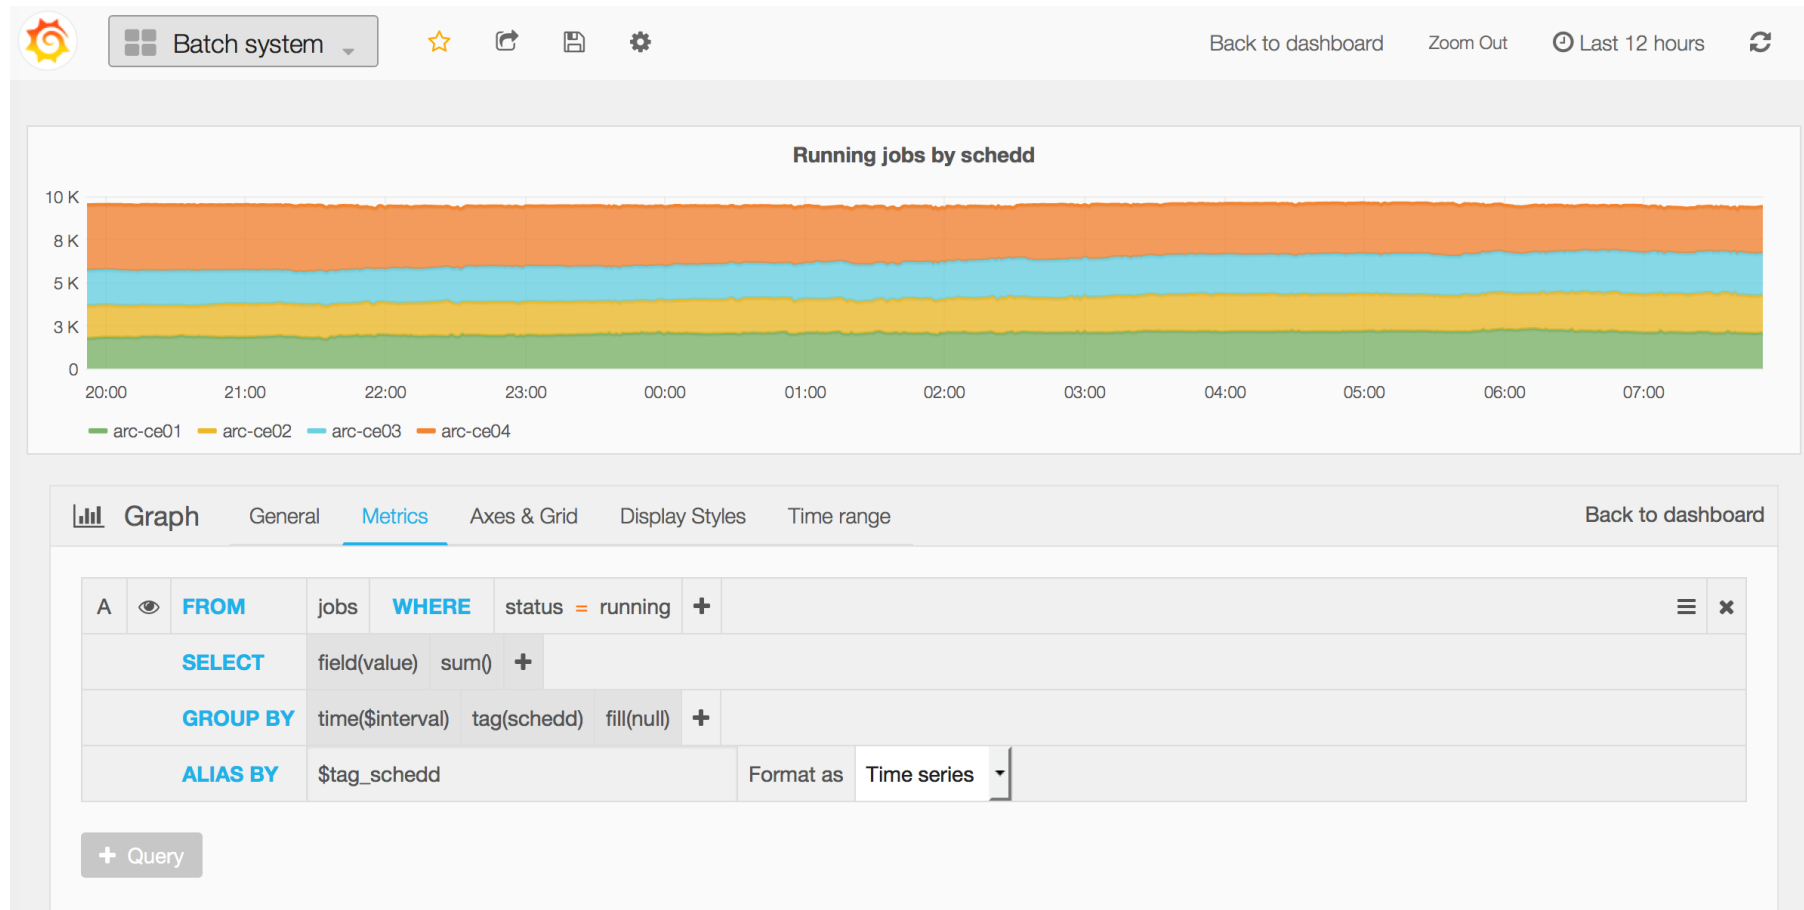 Batch system
Back to dashboard Zoom Out Last 12 hours
Running jobs by schedd
10 K
8 K
5 K
3 K
0
20:00 21:00 22:00 23:00 00:00 01:00 02:00 03:00 04:00 05:00 06:00 07:00
arc-ce01 arc-ce02 arc-ce03 arc-ce04
Graph General Metrics Axes & Grid Display Styles Time range Back to dashboard
A FROM jobs WHERE status = running +
SELECT field(value) sum() +
GROUP BY time($interval) tag(schedd) fill(null) +
ALIAS BY $tag_schedd Format as Time series
+ Query